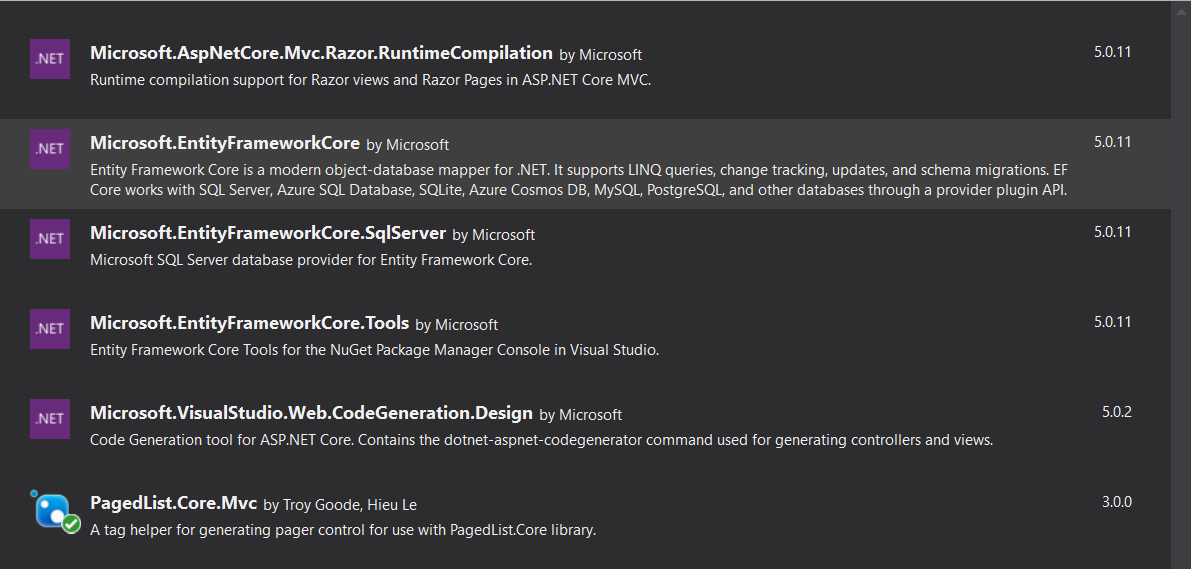 .NET Microsoft.AspNetCore.Mvc.Razor.RuntimeCompilation by Microsoft 5.0.11
Runtime compilation support for Razor views and Razor Pages in ASP.NET Core MVC.
.NET Microsoft.EntityFrameworkCore by Microsoft 5.0.11
Entity Framework Core is a modern object-database mapper for .NET. It supports LINQ queries, change tracking, updates, and schema migrations. EF
Core works with SQL Server, Azure SQL Database, SQLite, Azure Cosmos DB, MySQL, PostgreSQL, and other databases through a provider plugin API.
.NET Microsoft.EntityFrameworkCore.SqlServer by Microsoft 5.0.11
Microsoft SQL Server database provider for Entity Framework Core.
.NET Microsoft.EntityFrameworkCore.Tools by Microsoft 5.0.11
Entity Framework Core Tools for the NuGet Package Manager Console in Visual Studio.
.NET Microsoft.VisualStudio.Web.CodeGeneration.Design by Microsoft 5.0.2
Code Generation tool for ASP.NET Core. Contains the dotnet-aspnet-codegenerator command used for generating controllers and views.
PagedList.Core.Mvc by Troy Goode, Hieu Le 3.0.0
A tag helper for generating pager control for use with PagedList.Core library.